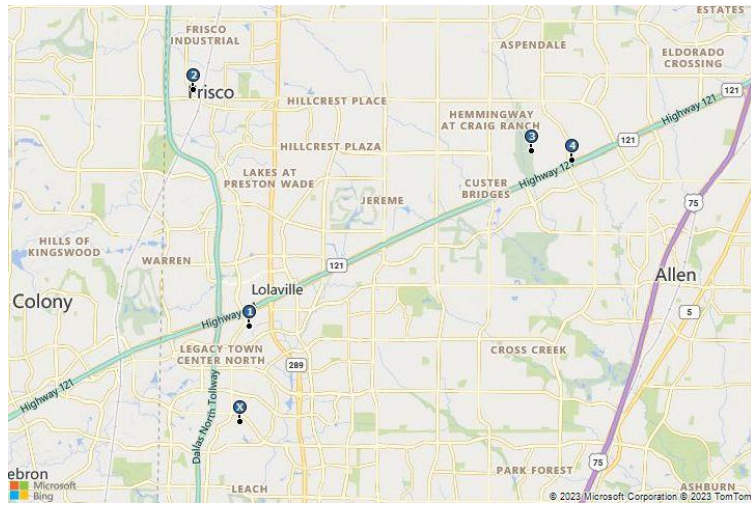 ESTATES
FRISCO
INDUSTRIAL
ASPENDALE
ELDORADO
CROSSING
2
Frisco
121
HILLCREST PLACE
Highway 121
HEMMINGWAY
AT CRAIG RANCH
3
4
121
HILLCREST PLAZA
Highway 121
LAKES AT
PRESTON WADE
CUSTER
BRIDGES
JEREME
75
HILLS OF
KINGSWOOD
WARREN
121
Allen
Colony
Lolaville
1
Highway
5
LEGACY TOWN
CENTER NORTH
CROSS CREEK
289
Highway 121
X
Dallas North Tollway
75
PARK FOREST
ebron
LEACH
ASHBURN
Microsoft
Bing
© 2023 Microsoft Corporation © 2023 TomTom